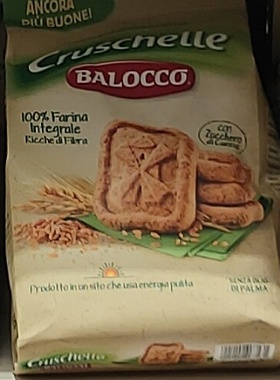 ANCORA
PIÙ BUONE!
Cruschelle
BALOCCO
100% Farina
Integrale
Ricche di Fibra
con
Zucchero
di Canna
Prodotto in un sito che usa energia pulita
SENZA OLIO
DI PALMA
Cruschelle